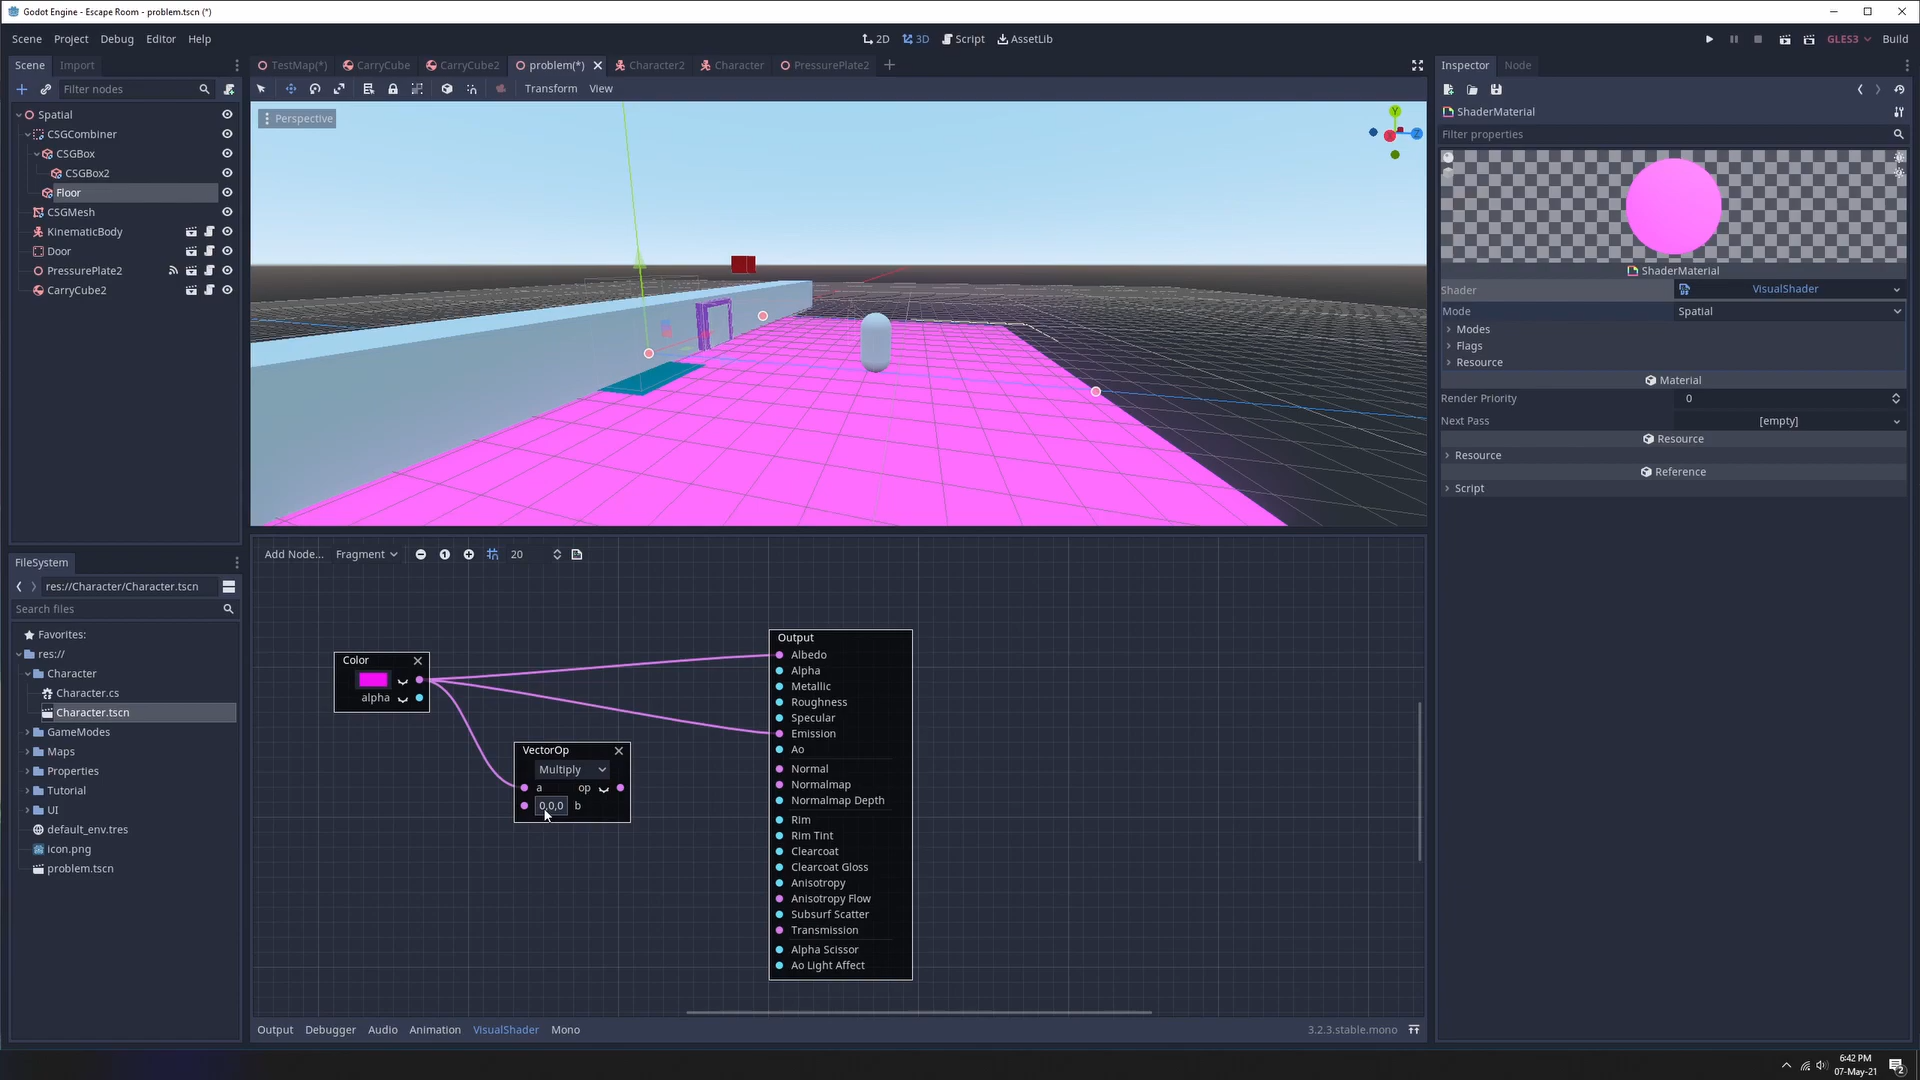 Godot Engine - Escape Room - problem.tscn (*)
Scene Project Debug Editor Help
2D 3D Script AssetLib
GLES3 Build
Scene Import
TestMap(*) CarryCube CarryCube2 problem(*) Character2 Character PressurePlate2
Inspector Node
Filter nodes
Transform View
Spatial
CSGCombiner
CSGBox
CSGBox2
Floor
CSGMesh
KinematicBody
Door
PressurePlate2
CarryCube2
Perspective
Y
Z
ShaderMaterial
Filter properties
ShaderMaterial
Shader VisualShader
Mode Spatial
Modes
Flags
Resource
Material
Render Priority 0
Next Pass [empty]
Resource
Resource
Reference
Script
FileSystem
res://Character/Character.tscn
Search files
Favorites:
res://
Character
Character.cs
Character.tscn
GameModes
Maps
Properties
Tutorial
UI
default_env.tres
icon.png
problem.tscn
Add Node... Fragment 1 20
Color
alpha
VectorOp
Multiply
a op
0,0,0 b
Output
Albedo
Alpha
Metallic
Roughness
Specular
Emission
Ao
Normal
Normalmap
Normalmap Depth
Rim
Rim Tint
Clearcoat
Clearcoat Gloss
Anisotropy
Anisotropy Flow
Subsurf Scatter
Transmission
Alpha Scissor
Ao Light Affect
Output Debugger Audio Animation VisualShader Mono
3.2.3.stable.mono
6:42 PM
07-May-21
2